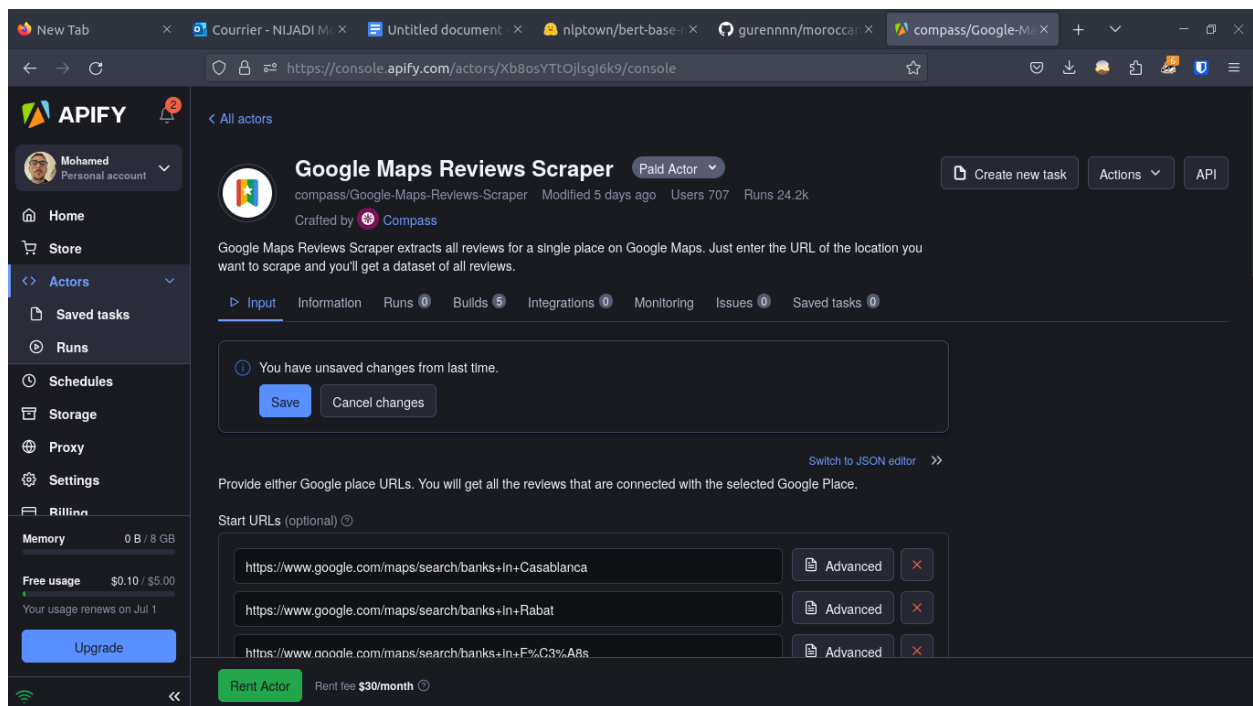 New Tab
Courrier - NIJADI Mo
Untitled document -
nlptown/bert-base-
gurennnn/moroccan
compass/Google-Ma
https://console.apify.com/actors/Xb8osYTtOjlsgI6k9/console
6
APIFY
2
Mohamed
Personal account
Home
Store
Actors
Saved tasks
Runs
Schedules
Storage
Proxy
Settings
Billing
Memory 0 B / 8 GB
Free usage $0.10 / $5.00
Your usage renews on Jul 1
Upgrade
All actors
Google Maps Reviews Scraper Paid Actor
compass/Google-Maps-Reviews-Scraper Modified 5 days ago Users 707 Runs 24.2k
Crafted by Compass
Create new task
Actions
API
Google Maps Reviews Scraper extracts all reviews for a single place on Google Maps. Just enter the URL of the location you
want to scrape and you'll get a dataset of all reviews.
Input Information Runs 0 Builds 5 Integrations 0 Monitoring Issues 0 Saved tasks 0
You have unsaved changes from last time.
Save Cancel changes
Switch to JSON editor
Provide either Google place URLs. You will get all the reviews that are connected with the selected Google Place.
Start URLs (optional)
https://www.google.com/maps/search/banks+in+Casablanca Advanced
https://www.google.com/maps/search/banks+in+Rabat Advanced
https://www.google.com/maps/search/banks+in+F%C3%A8s Advanced
Rent Actor Rent fee $30/month